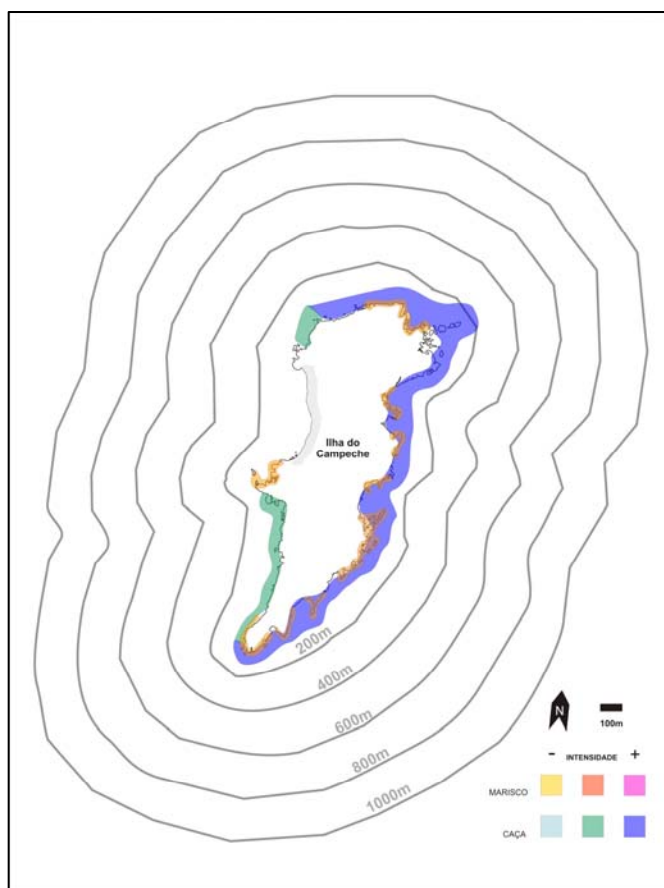 Ilha do
Campeche
200m
400m
600m
800m
1000m
N
100m
- INTENSIDADE +
MARISCO
CAÇA